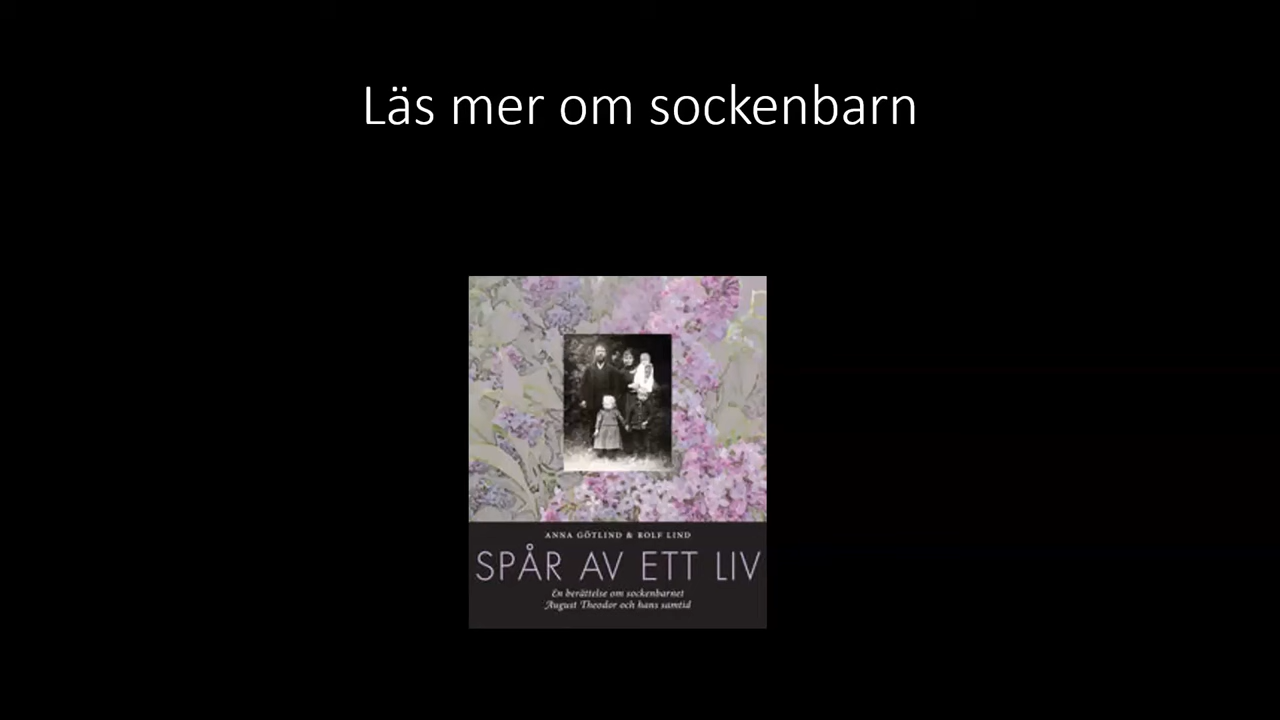 Läs mer om sockenbarn
ANNA GÖTLIND & ROLF LIND
SPÅR AV ETT LIV
En berättelse om sockenbarnet
August Theodor och hans samtid